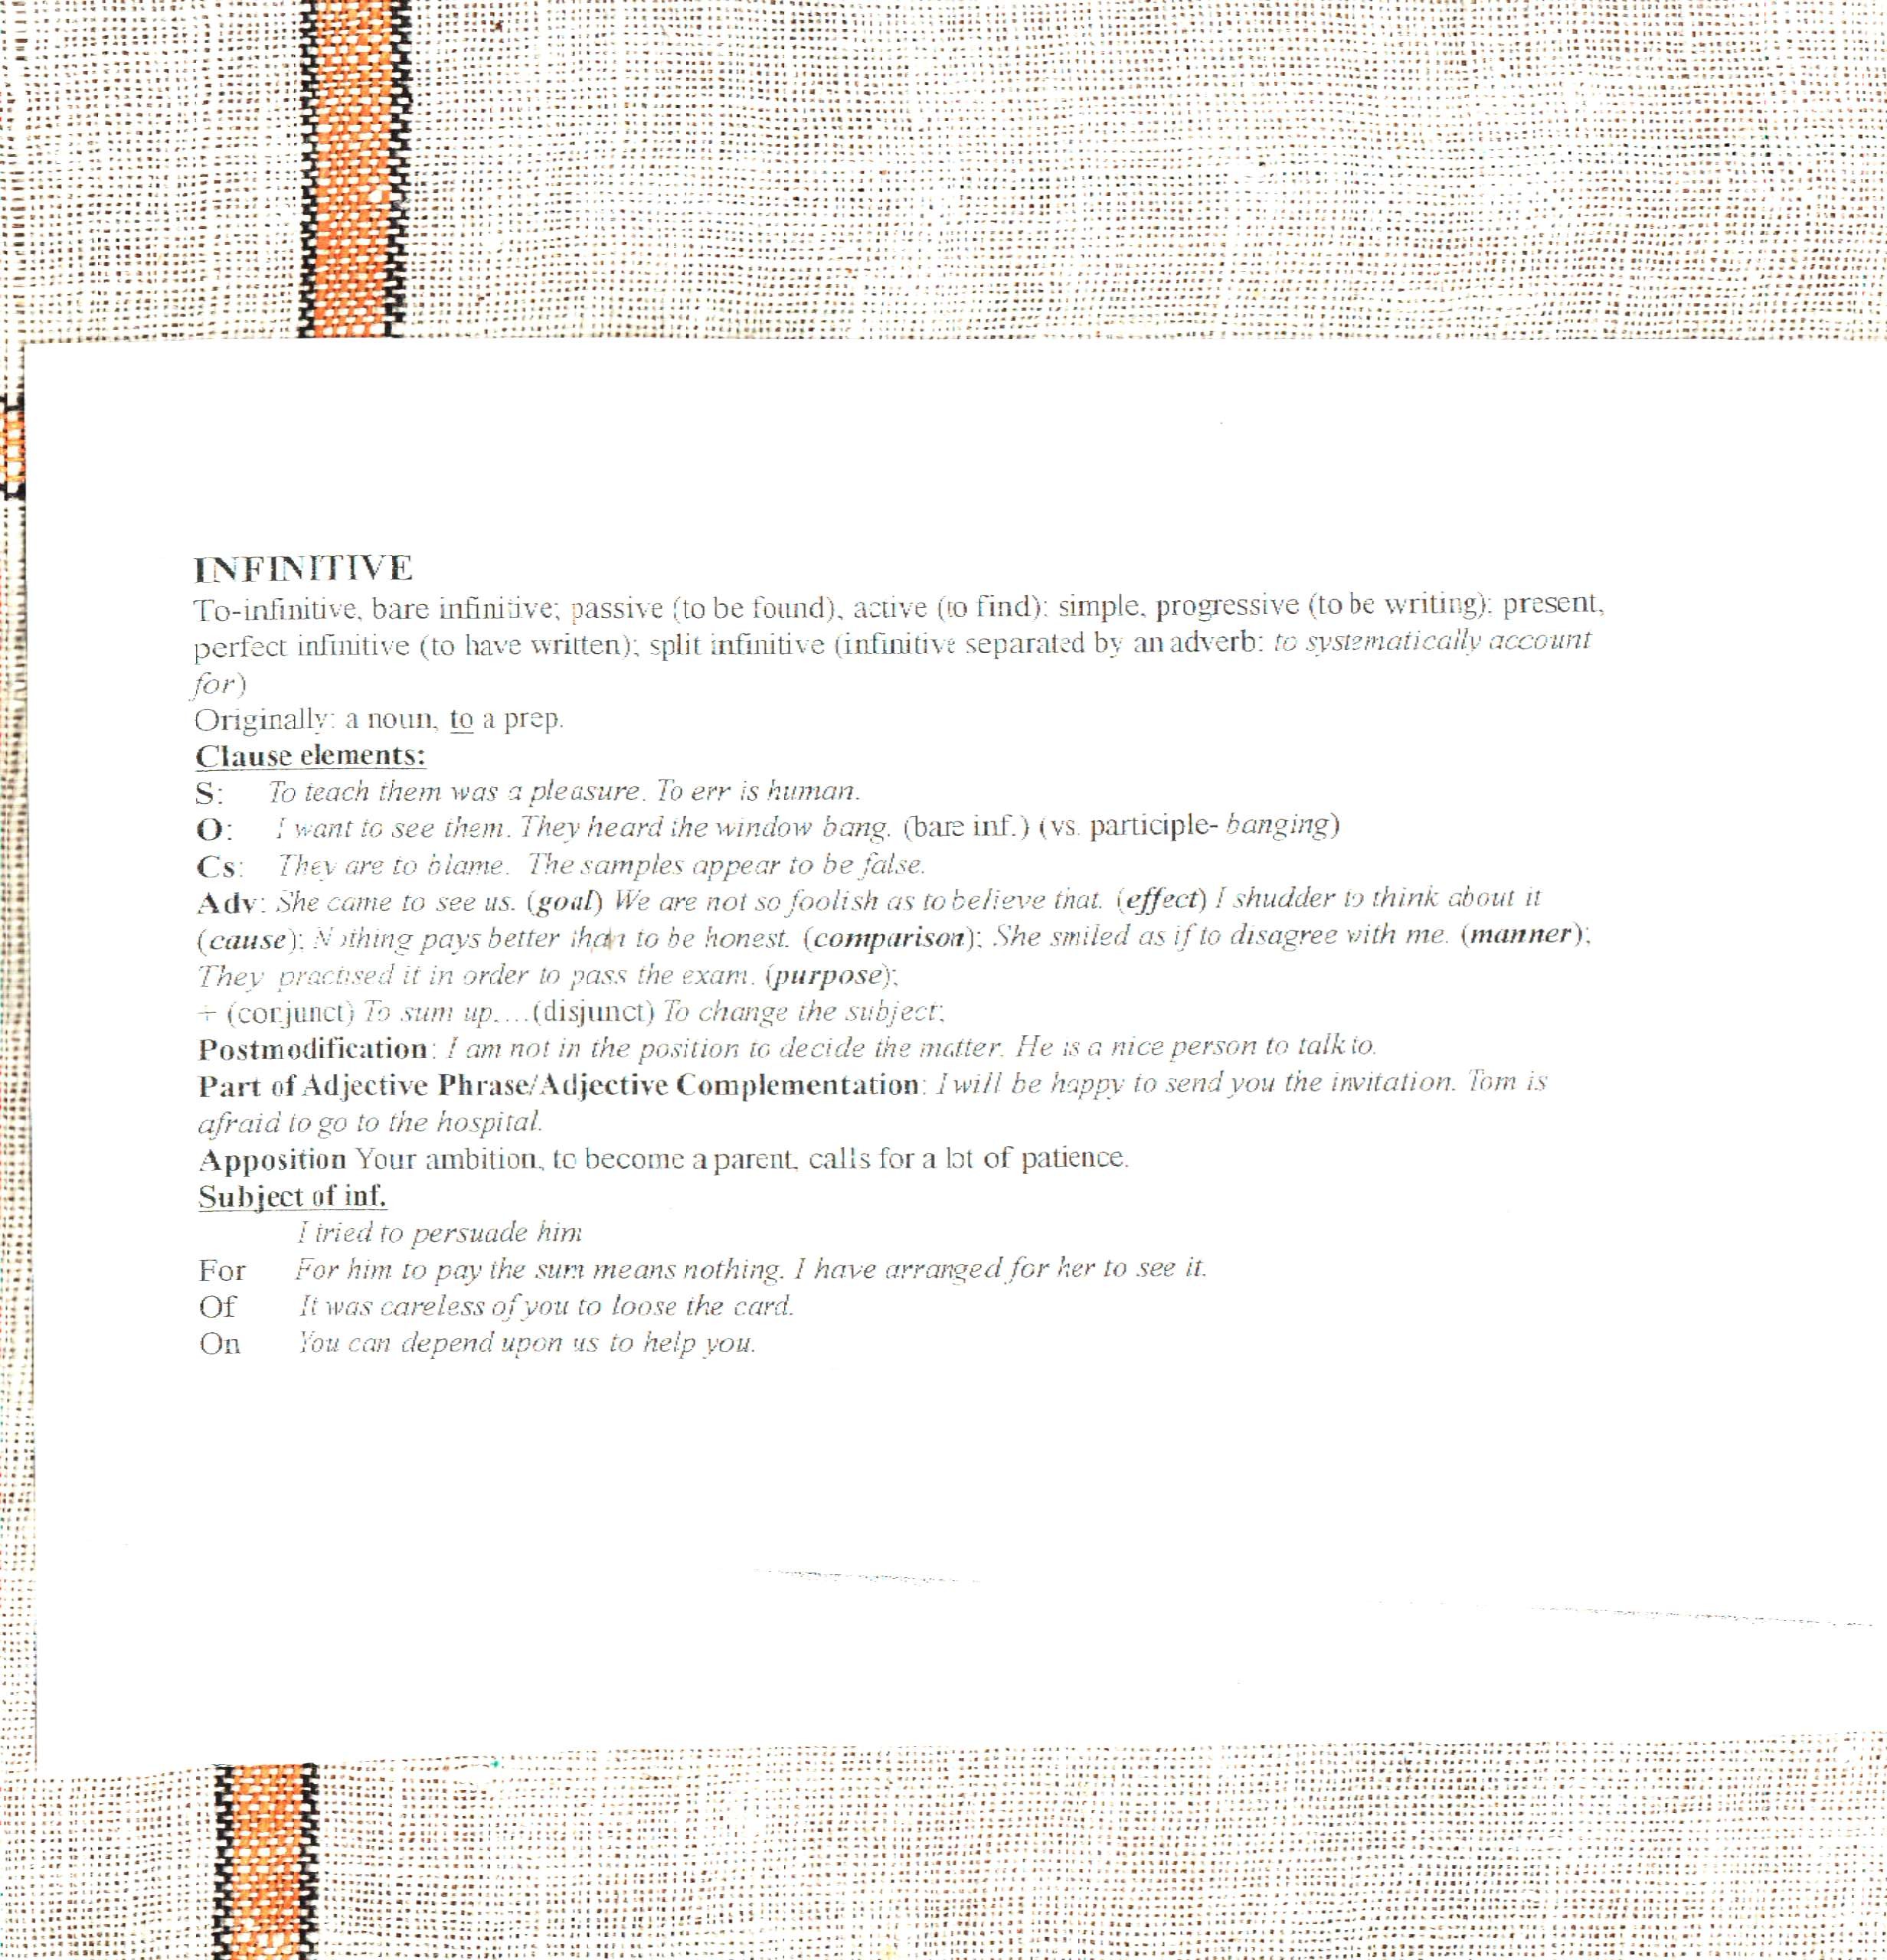 INFINITIVE
To-infinitive, bare infinitive; passive (to be found), active (to find); simple, progressive (to be writing); present,
perfect infinitive (to have written); split infinitive (infinitive separated by an adverb: to systematically account
for)
Originally: a noun, to a prep.
Clause elements:
S: To teach them was a pleasure. To err is human.
O: I want to see them. They heard the window bang. (bare inf.) (vs. participle- banging)
Cs: They are to blame. The samples appear to be false.
Adv: She came to see us. (goal) We are not so foolish as to believe that. (effect) I shudder to think about it
(cause); Nothing pays better than to be honest. (comparison); She smiled as if to disagree with me. (manner);
They practised it in order to pass the exam. (purpose);
+ (conjunct) To sum up....(disjunct) To change the subject;
Postmodification: I am not in the position to decide the matter. He is a nice person to talk to.
Part of Adjective Phrase/Adjective Complementation: I will be happy to send you the invitation. Tom is
afraid to go to the hospital.
Apposition Your ambition, to become a parent, calls for a lot of patience.
Subject of inf.
I tried to persuade him
For For him to pay the sum means nothing. I have arranged for her to see it.
Of It was careless of you to loose the card.
On You can depend upon us to help you.